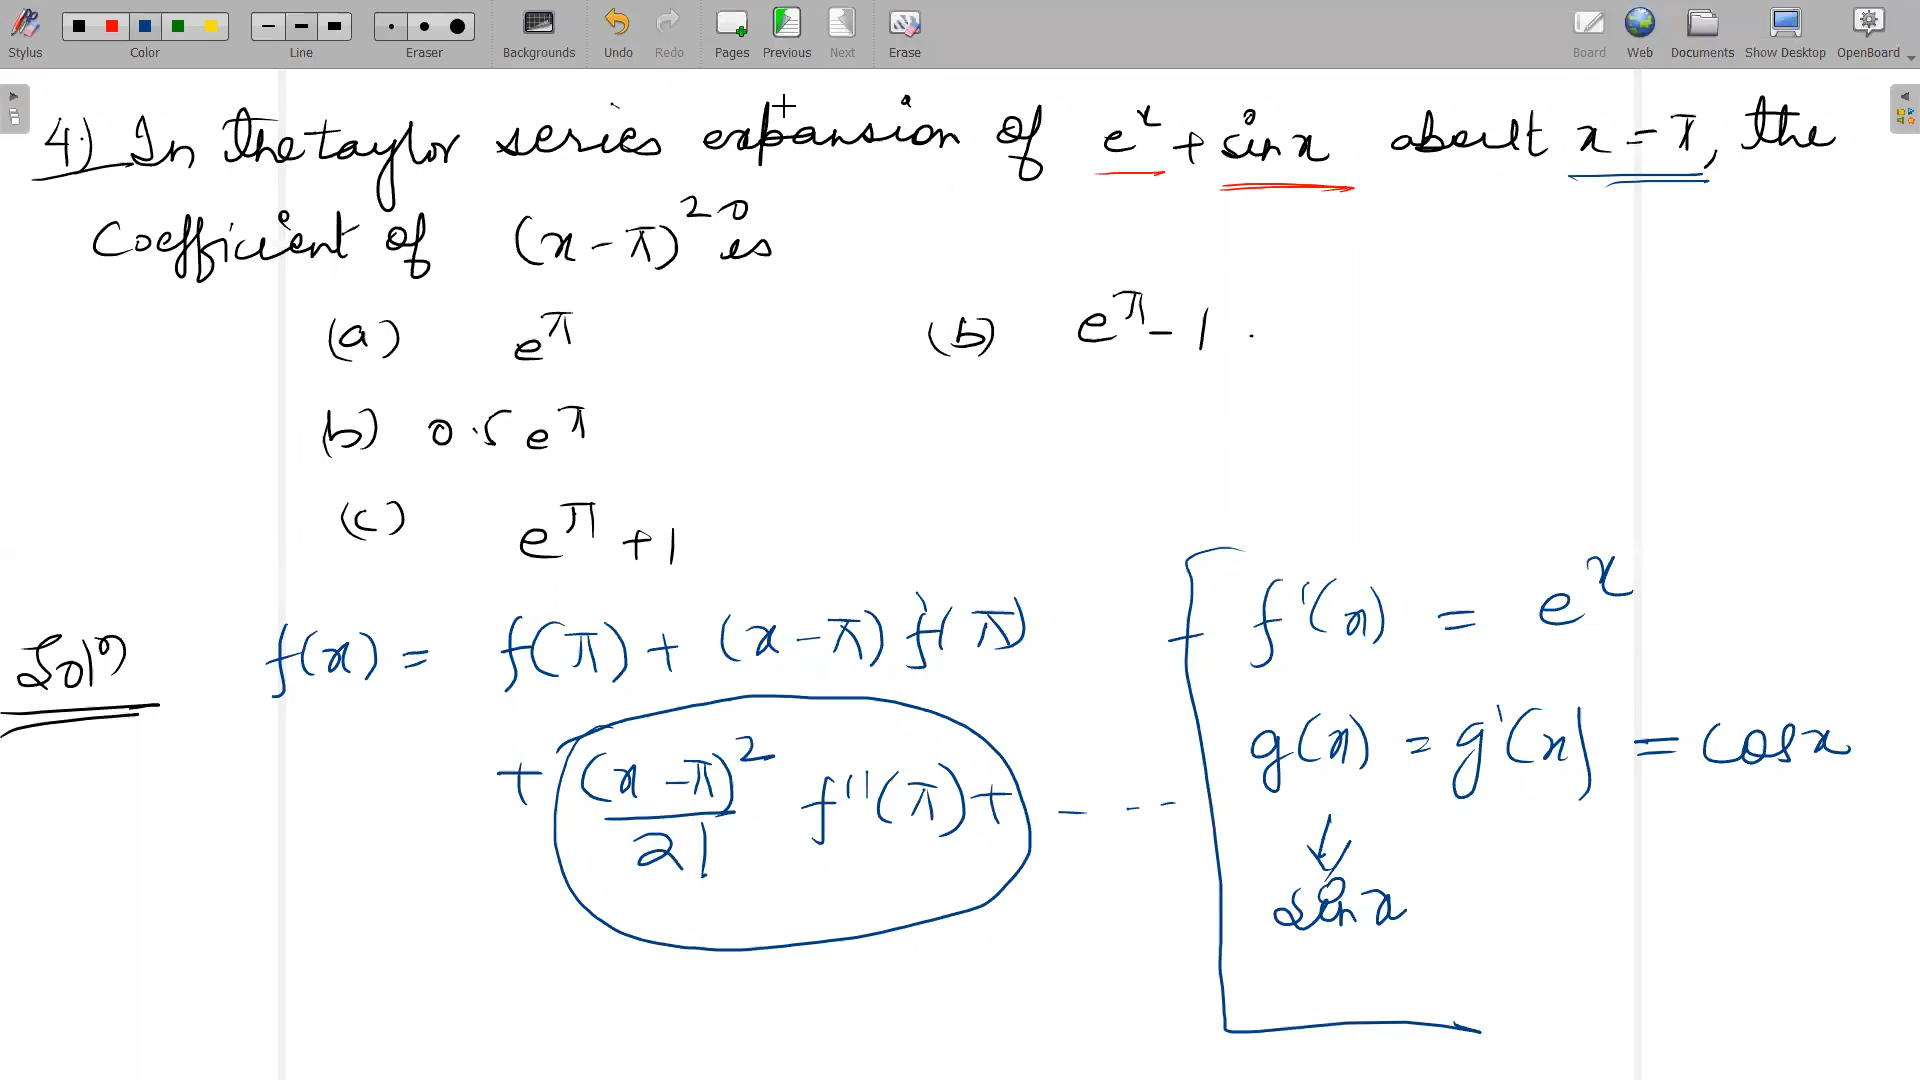 Stylus Color Line Eraser Backgrounds Undo Redo Pages Previous Next Erase Board Web Documents Show Desktop OpenBoard
4) In the taylor series expansion of e^x + sin x about x = π, the
Coefficient of (x-π)^20 is
(a) e^π (b) e^π - 1.
(b) 0.5 e^π
(c) e^π + 1
Soln f(x) = f(π) + (x-π) f'(π)
+ (x-π)^2/2! f''(π) + - - - -
f'(x) = e^x
g(x) = g'(x) = cos x
↓
sin x